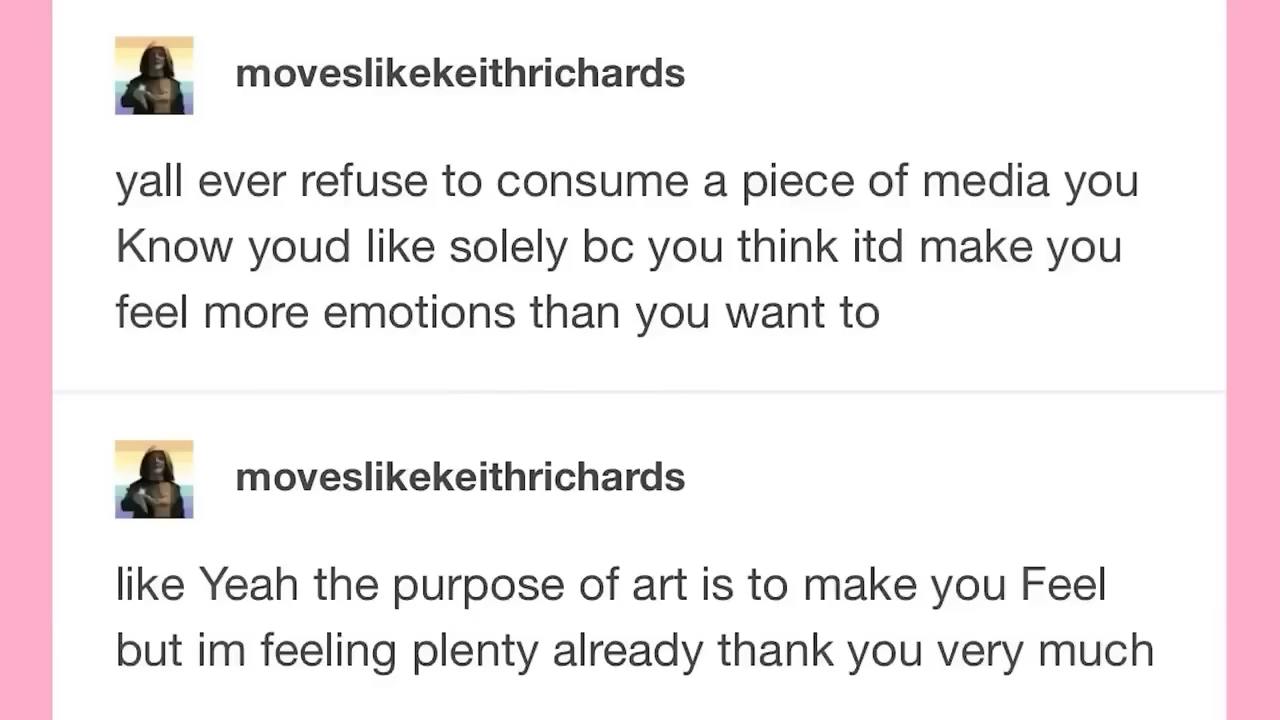 moveslikekeithrichards
yall ever refuse to consume a piece of media you
Know youd like solely bc you think itd make you
feel more emotions than you want to
moveslikekeithrichards
like Yeah the purpose of art is to make you Feel
but im feeling plenty already thank you very much